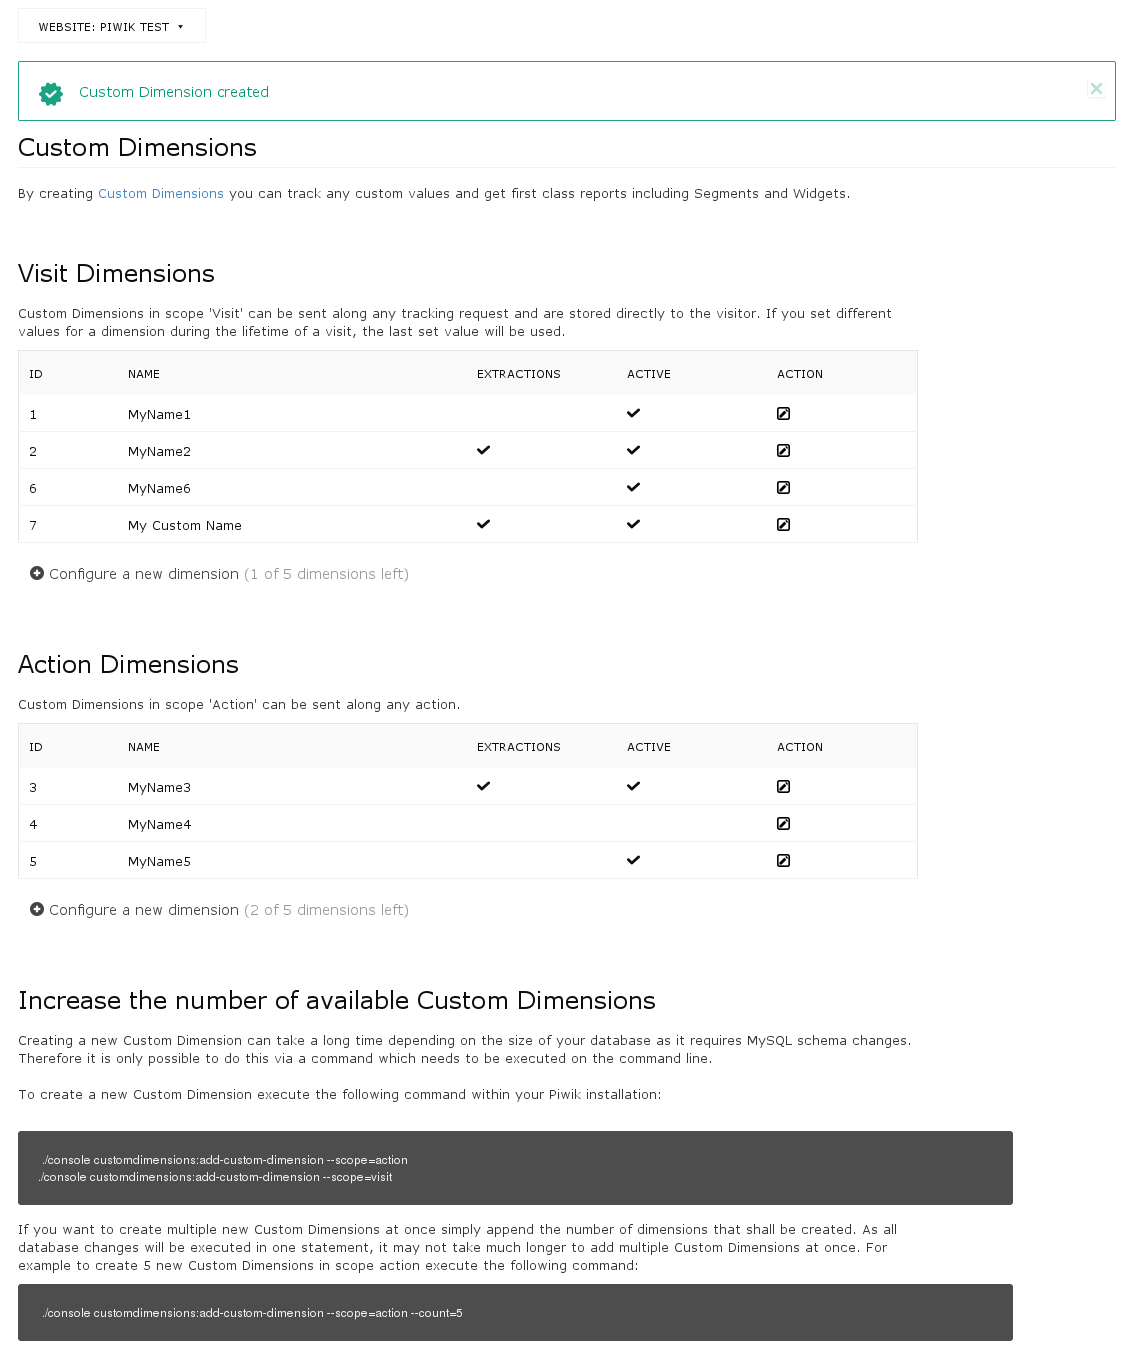 WEBSITE: PIWIK TEST
Custom Dimension created
Custom Dimensions
By creating Custom Dimensions you can track any custom values and get first class reports including Segments and Widgets.
Visit Dimensions
Custom Dimensions in scope 'Visit' can be sent along any tracking request and are stored directly to the visitor. If you set different
values for a dimension during the lifetime of a visit, the last set value will be used.
ID NAME EXTRACTIONS ACTIVE ACTION
1 MyName1
2 MyName2
6 MyName6
7 My Custom Name
Configure a new dimension (1 of 5 dimensions left)
Action Dimensions
Custom Dimensions in scope 'Action' can be sent along any action.
ID NAME EXTRACTIONS ACTIVE ACTION
3 MyName3
4 MyName4
5 MyName5
Configure a new dimension (2 of 5 dimensions left)
Increase the number of available Custom Dimensions
Creating a new Custom Dimension can take a long time depending on the size of your database as it requires MySQL schema changes.
Therefore it is only possible to do this via a command which needs to be executed on the command line.
To create a new Custom Dimension execute the following command within your Piwik installation:
./console customdimensions:add-custom-dimension --scope=action
./console customdimensions:add-custom-dimension --scope=visit
If you want to create multiple new Custom Dimensions at once simply append the number of dimensions that shall be created. As all
database changes will be executed in one statement, it may not take much longer to add multiple Custom Dimensions at once. For
example to create 5 new Custom Dimensions in scope action execute the following command:
./console customdimensions:add-custom-dimension --scope=action --count=5